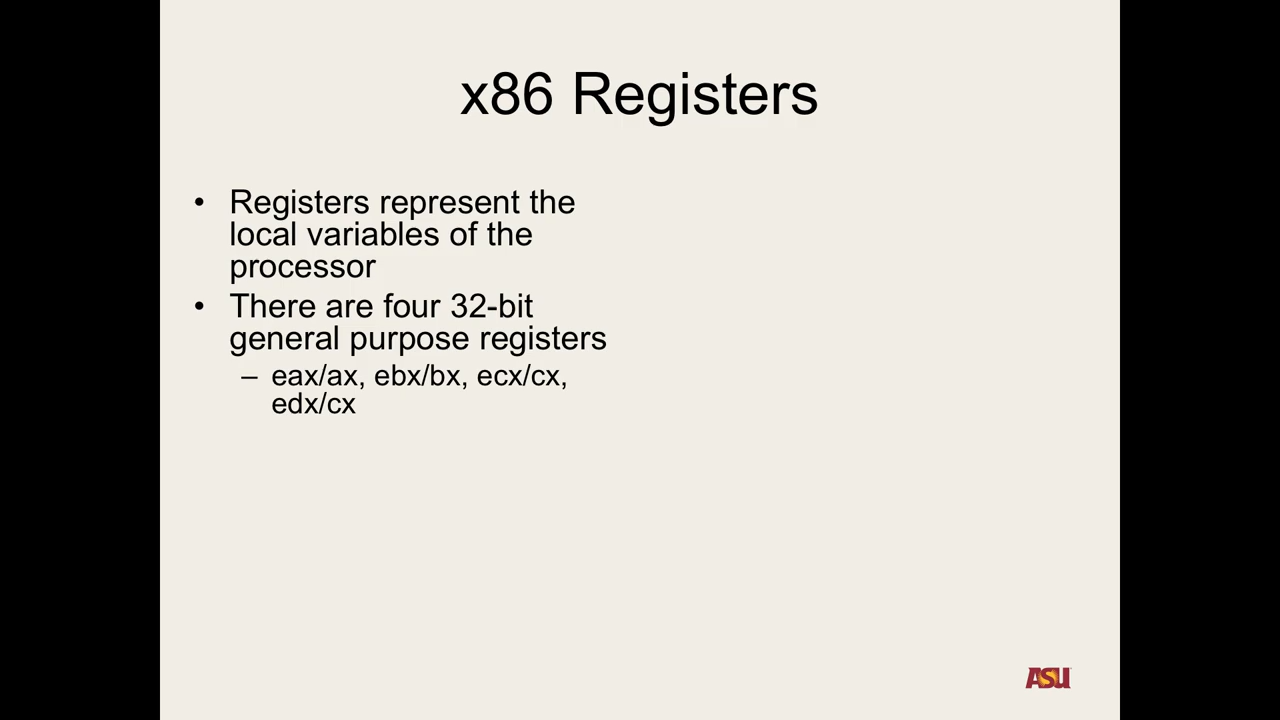 x86 Registers
• Registers represent the
local variables of the
processor
• There are four 32-bit
general purpose registers
– eax/ax, ebx/bx, ecx/cx,
edx/cx
ASU